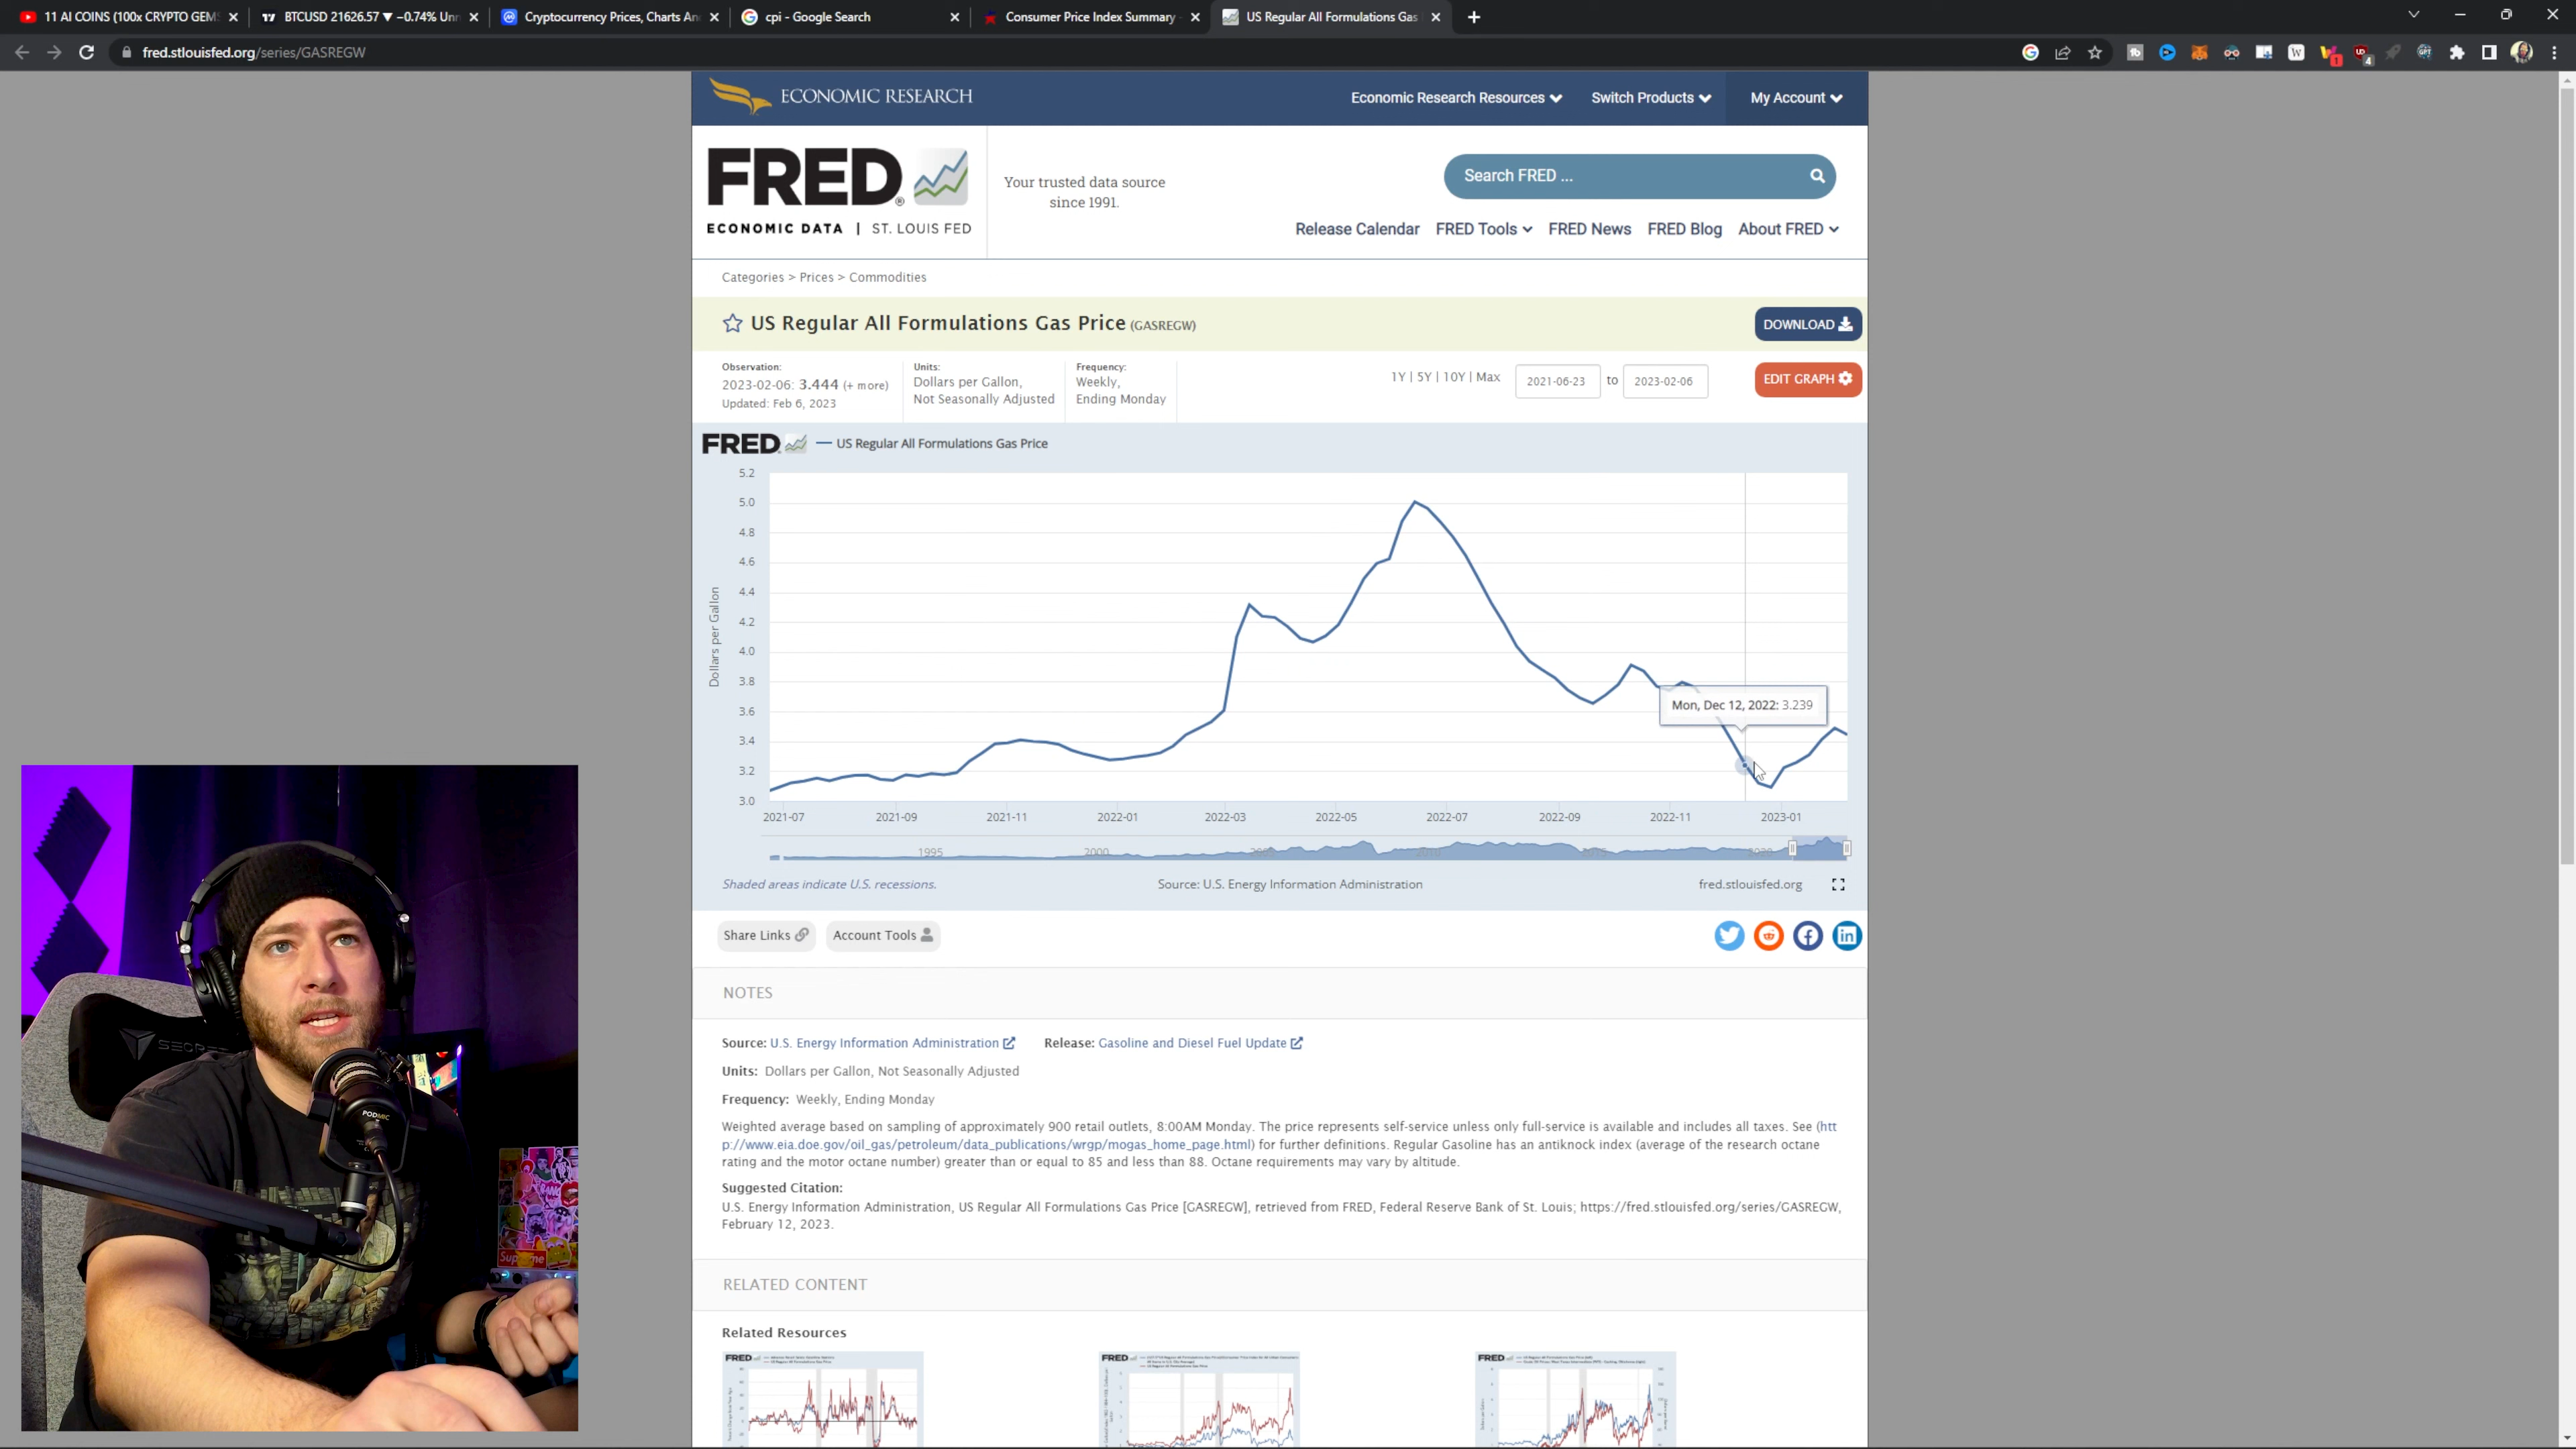 11 AI COINS (100x CRYPTO GEM
BTCUSD 21626.57 ▼ −0.74% Unn
Cryptocurrency Prices, Charts An
cpi - Google Search
Consumer Price Index Summary
US Regular All Formulations Gas
fred.stlouisfed.org/series/GASREGW
ECONOMIC RESEARCH
Economic Research Resources
Switch Products
My Account
FRED®
ECONOMIC DATA | ST. LOUIS FED
Your trusted data source
since 1991.
Search FRED ...
Release Calendar FRED Tools FRED News FRED Blog About FRED
Categories > Prices > Commodities
US Regular All Formulations Gas Price (GASREGW)
DOWNLOAD
Observation:
2023-02-06: 3.444 (+ more)
Updated: Feb 6, 2023
Units:
Dollars per Gallon,
Not Seasonally Adjusted
Frequency:
Weekly,
Ending Monday
1Y | 5Y | 10Y | Max
2021-06-23 to 2023-02-06
EDIT GRAPH
FRED
US Regular All Formulations Gas Price
5.2
5.0
4.8
4.6
4.4
4.2
4.0
3.8
3.6
3.4
3.2
3.0
Dollars per Gallon
Mon, Dec 12, 2022: 3.239
2021-07 2021-09 2021-11 2022-01 2022-03 2022-05 2022-07 2022-09 2022-11 2023-01
1995 2000 2010 2015 2020
Shaded areas indicate U.S. recessions.
Source: U.S. Energy Information Administration
fred.stlouisfed.org
Share Links
Account Tools
NOTES
Source: U.S. Energy Information Administration Release: Gasoline and Diesel Fuel Update
Units: Dollars per Gallon, Not Seasonally Adjusted
Frequency: Weekly, Ending Monday
Weighted average based on sampling of approximately 900 retail outlets, 8:00AM Monday. The price represents self-service unless only full-service is available and includes all taxes. See (htt
p://www.eia.doe.gov/oil_gas/petroleum/data_publications/wrgp/mogas_home_page.html) for further definitions. Regular Gasoline has an antiknock index (average of the research octane
rating and the motor octane number) greater than or equal to 85 and less than 88. Octane requirements may vary by altitude.
Suggested Citation:
U.S. Energy Information Administration, US Regular All Formulations Gas Price [GASREGW], retrieved from FRED, Federal Reserve Bank of St. Louis; https://fred.stlouisfed.org/series/GASREGW,
February 12, 2023.
RELATED CONTENT
Related Resources
FRED
FRED
FRED
PODMIC
Supreme